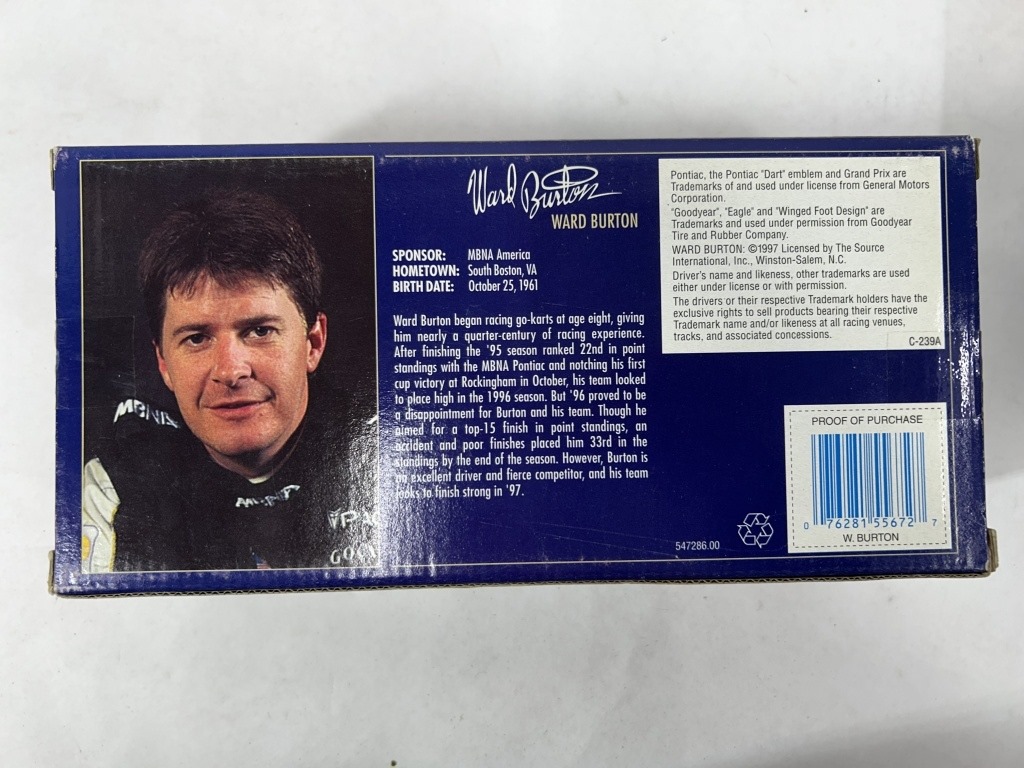 Ward Burton
WARD BURTON
SPONSOR: MBNA America
HOMETOWN: South Boston, VA
BIRTH DATE: October 25, 1961
Ward Burton began racing go-karts at age eight, giving
him nearly a quarter-century of racing experience.
After finishing the '95 season ranked 22nd in point
standings with the MBNA Pontiac and notching his first
cup victory at Rockingham in October, his team looked
to place high in the 1996 season. But '96 proved to be
a disappointment for Burton and his team. Though he
aimed for a top-15 finish in point standings, an
accident and poor finishes placed him 33rd in the
standings by the end of the season. However, Burton is
an excellent driver and fierce competitor, and his team
looks to finish strong in '97.
Pontiac, the Pontiac "Dart" emblem and Grand Prix are
Trademarks of and used under license from General Motors
Corporation.
"Goodyear", "Eagle" and "Winged Foot Design" are
Trademarks and used under permission from Goodyear
Tire and Rubber Company.
WARD BURTON: ©1997 Licensed by The Source
International, Inc., Winston-Salem, N.C.
Driver's name and likeness, other trademarks are used
either under license or with permission.
The drivers or their respective Trademark holders have the
exclusive rights to sell products bearing their respective
Trademark name and/or likeness at all racing venues,
tracks, and associated concessions.
C-239A
PROOF OF PURCHASE
0 76281 55672 7
W. BURTON
547286.00
MBNA